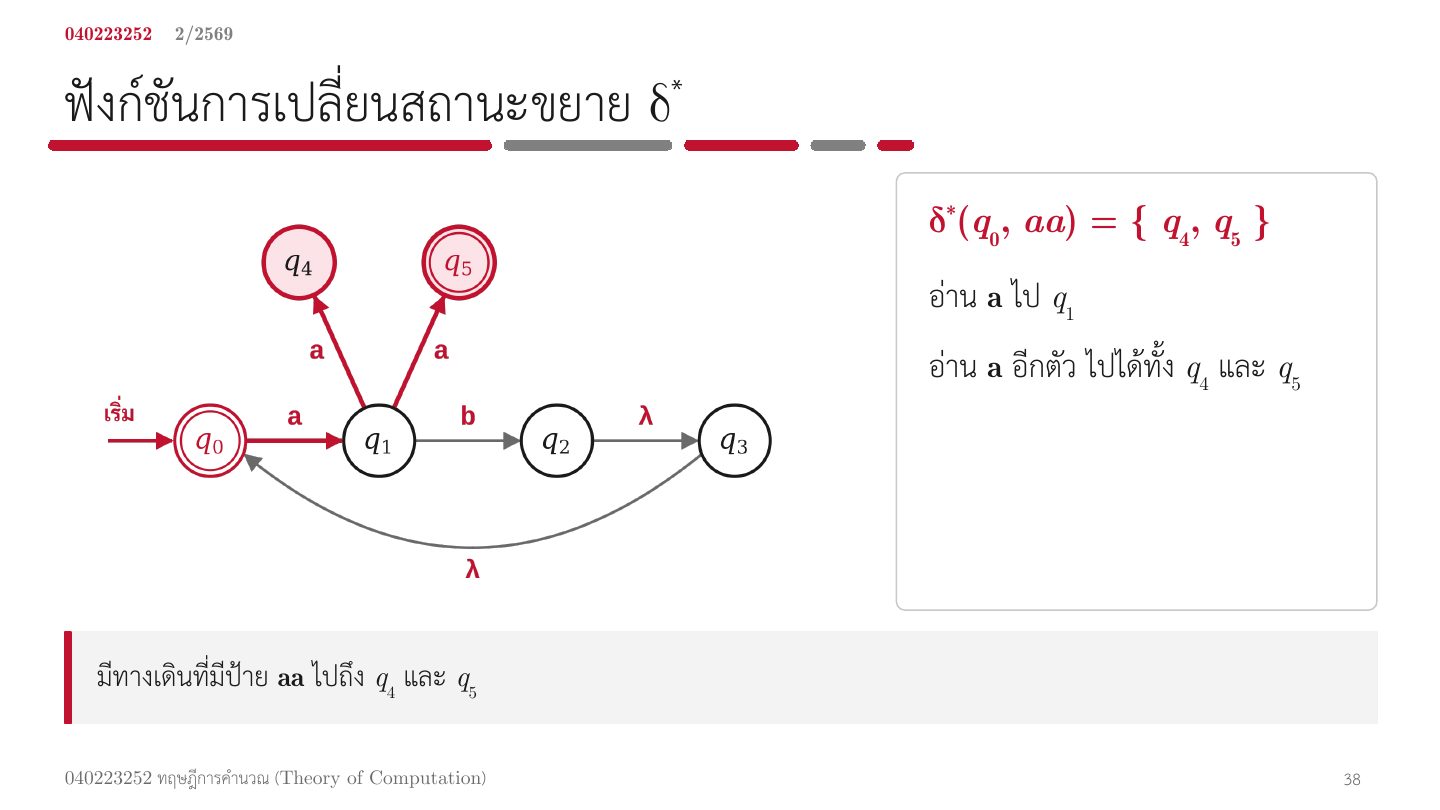 040223252 2/2569
ฟังก์ชันการเปลี่ยนสถานะขยาย δ*
q4 q5
a a
เริ่ม a b λ
q0 q1 q2 q3
λ
δ*(q0, aa) = { q4, q5 }
อ่าน a ไป q1
อ่าน a อีกตัว ไปได้ทั้ง q4 และ q5
มีทางเดินที่มีป้าย aa ไปถึง q4 และ q5
040223252 ทฤษฎีการคำนวณ (Theory of Computation)
38